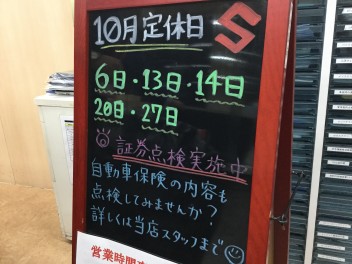 10月定休日
6日・13日・14日
20日・27日
証券点検実施中
自動車保険の内容も
点検してみませんか?
詳しくは当店スタッフまで
営業時間